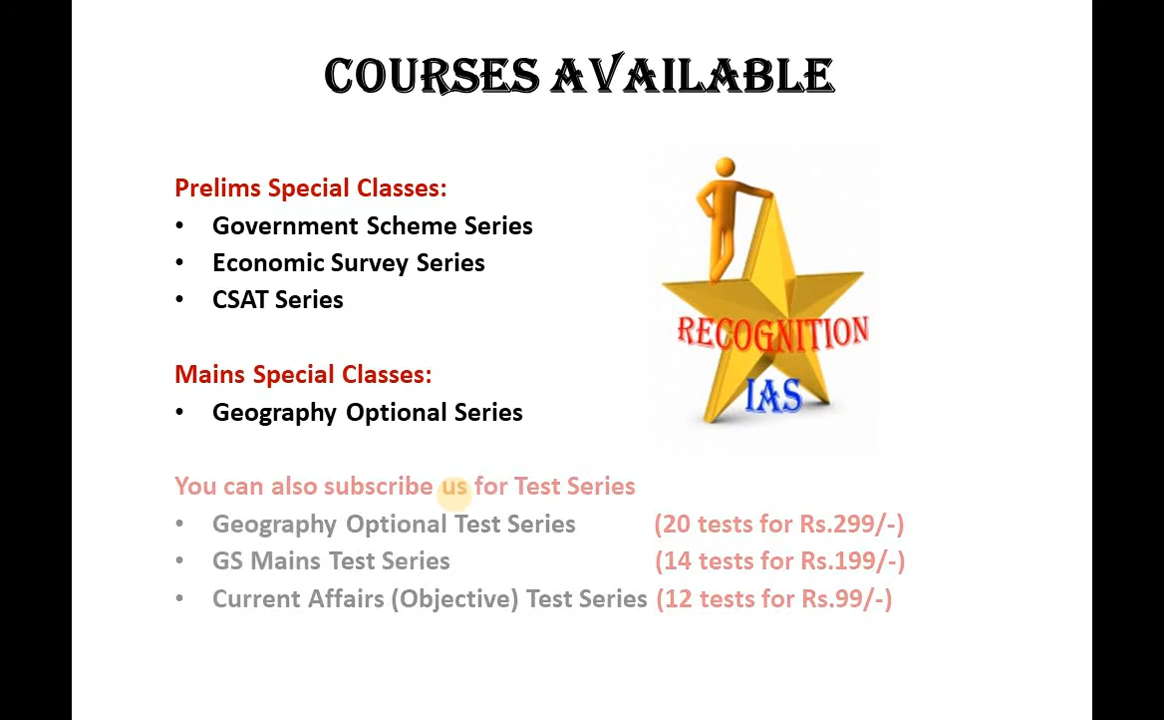 COURSES AVAILABLE
Prelims Special Classes:
• Government Scheme Series
• Economic Survey Series
• CSAT Series
RECOGNITION
IAS
Mains Special Classes:
• Geography Optional Series
You can also subscribe us for Test Series
• Geography Optional Test Series (20 tests for Rs.299/-)
• GS Mains Test Series (14 tests for Rs.199/-)
• Current Affairs (Objective) Test Series (12 tests for Rs.99/-)